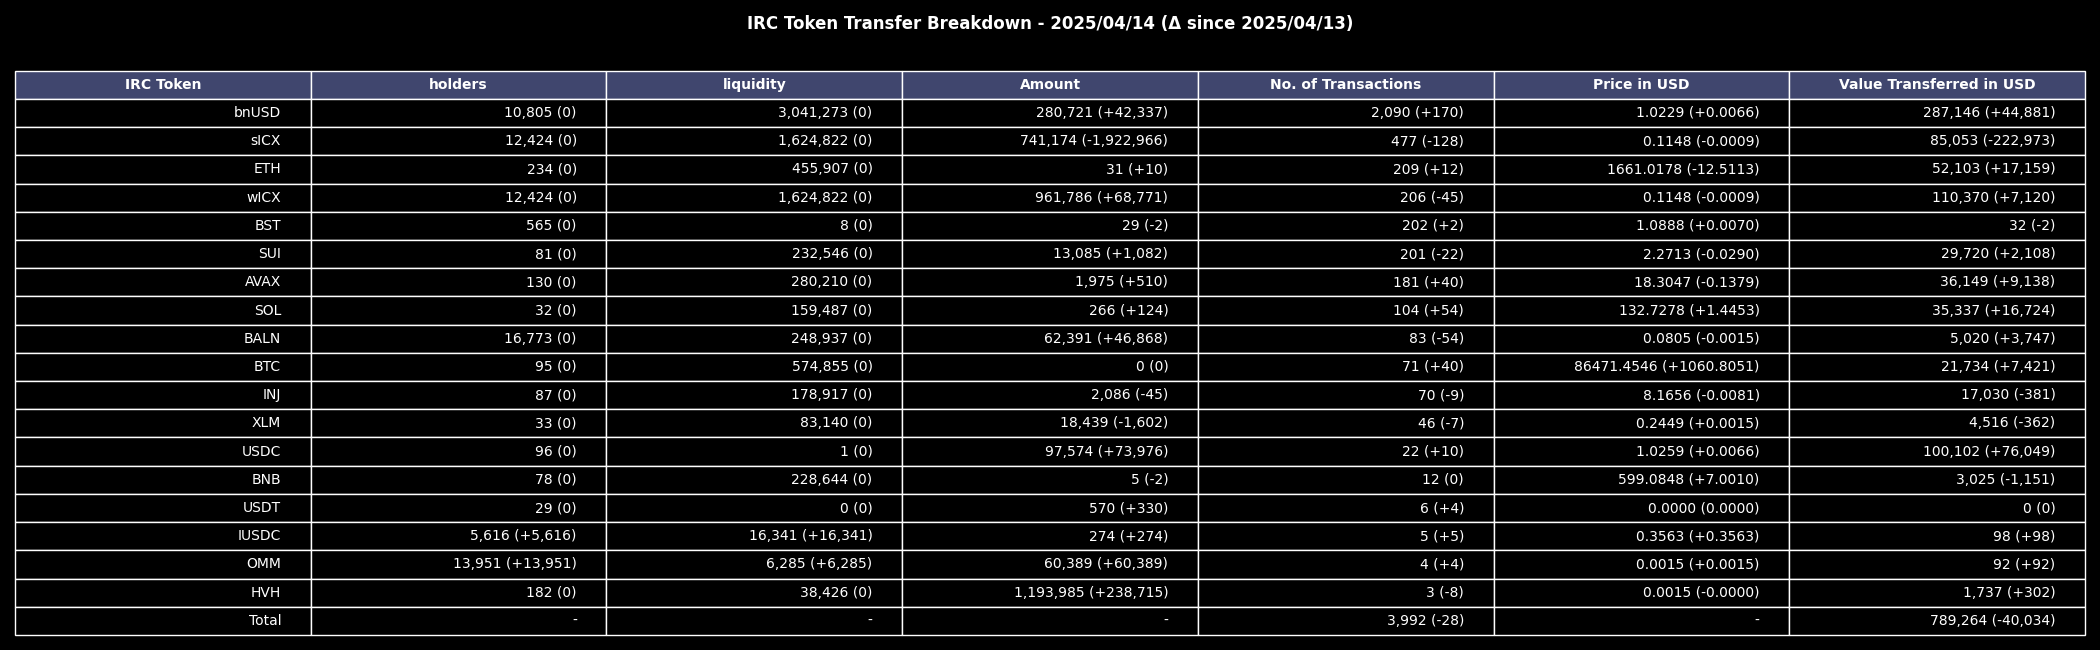 IRC Token Transfer Breakdown - 2025/04/14 (Δ since 2025/04/13)
IRC Token holders liquidity Amount No. of Transactions Price in USD Value Transferred in USD
bnUSD 10,805 (0) 3,041,273 (0) 280,721 (+42,337) 2,090 (+170) 1.0229 (+0.0066) 287,146 (+44,881)
sICX 12,424 (0) 1,624,822 (0) 741,174 (-1,922,966) 477 (-128) 0.1148 (-0.0009) 85,053 (-222,973)
ETH 234 (0) 455,907 (0) 31 (+10) 209 (+12) 1661.0178 (-12.5113) 52,103 (+17,159)
wICX 12,424 (0) 1,624,822 (0) 961,786 (+68,771) 206 (-45) 0.1148 (-0.0009) 110,370 (+7,120)
BST 565 (0) 8 (0) 29 (-2) 202 (+2) 1.0888 (+0.0070) 32 (-2)
SUI 81 (0) 232,546 (0) 13,085 (+1,082) 201 (-22) 2.2713 (-0.0290) 29,720 (+2,108)
AVAX 130 (0) 280,210 (0) 1,975 (+510) 181 (+40) 18.3047 (-0.1379) 36,149 (+9,138)
SOL 32 (0) 159,487 (0) 266 (+124) 104 (+54) 132.7278 (+1.4453) 35,337 (+16,724)
BALN 16,773 (0) 248,937 (0) 62,391 (+46,868) 83 (-54) 0.0805 (-0.0015) 5,020 (+3,747)
BTC 95 (0) 574,855 (0) 0 (0) 71 (+40) 86471.4546 (+1060.8051) 21,734 (+7,421)
INJ 87 (0) 178,917 (0) 2,086 (-45) 70 (-9) 8.1656 (-0.0081) 17,030 (-381)
XLM 33 (0) 83,140 (0) 18,439 (-1,602) 46 (-7) 0.2449 (+0.0015) 4,516 (-362)
USDC 96 (0) 1 (0) 97,574 (+73,976) 22 (+10) 1.0259 (+0.0066) 100,102 (+76,049)
BNB 78 (0) 228,644 (0) 5 (-2) 12 (0) 599.0848 (+7.0010) 3,025 (-1,151)
USDT 29 (0) 0 (0) 570 (+330) 6 (+4) 0.0000 (0.0000) 0 (0)
IUSDC 5,616 (+5,616) 16,341 (+16,341) 274 (+274) 5 (+5) 0.3563 (+0.3563) 98 (+98)
OMM 13,951 (+13,951) 6,285 (+6,285) 60,389 (+60,389) 4 (+4) 0.0015 (+0.0015) 92 (+92)
HVH 182 (0) 38,426 (0) 1,193,985 (+238,715) 3 (-8) 0.0015 (-0.0000) 1,737 (+302)
Total - - - 3,992 (-28) - 789,264 (-40,034)